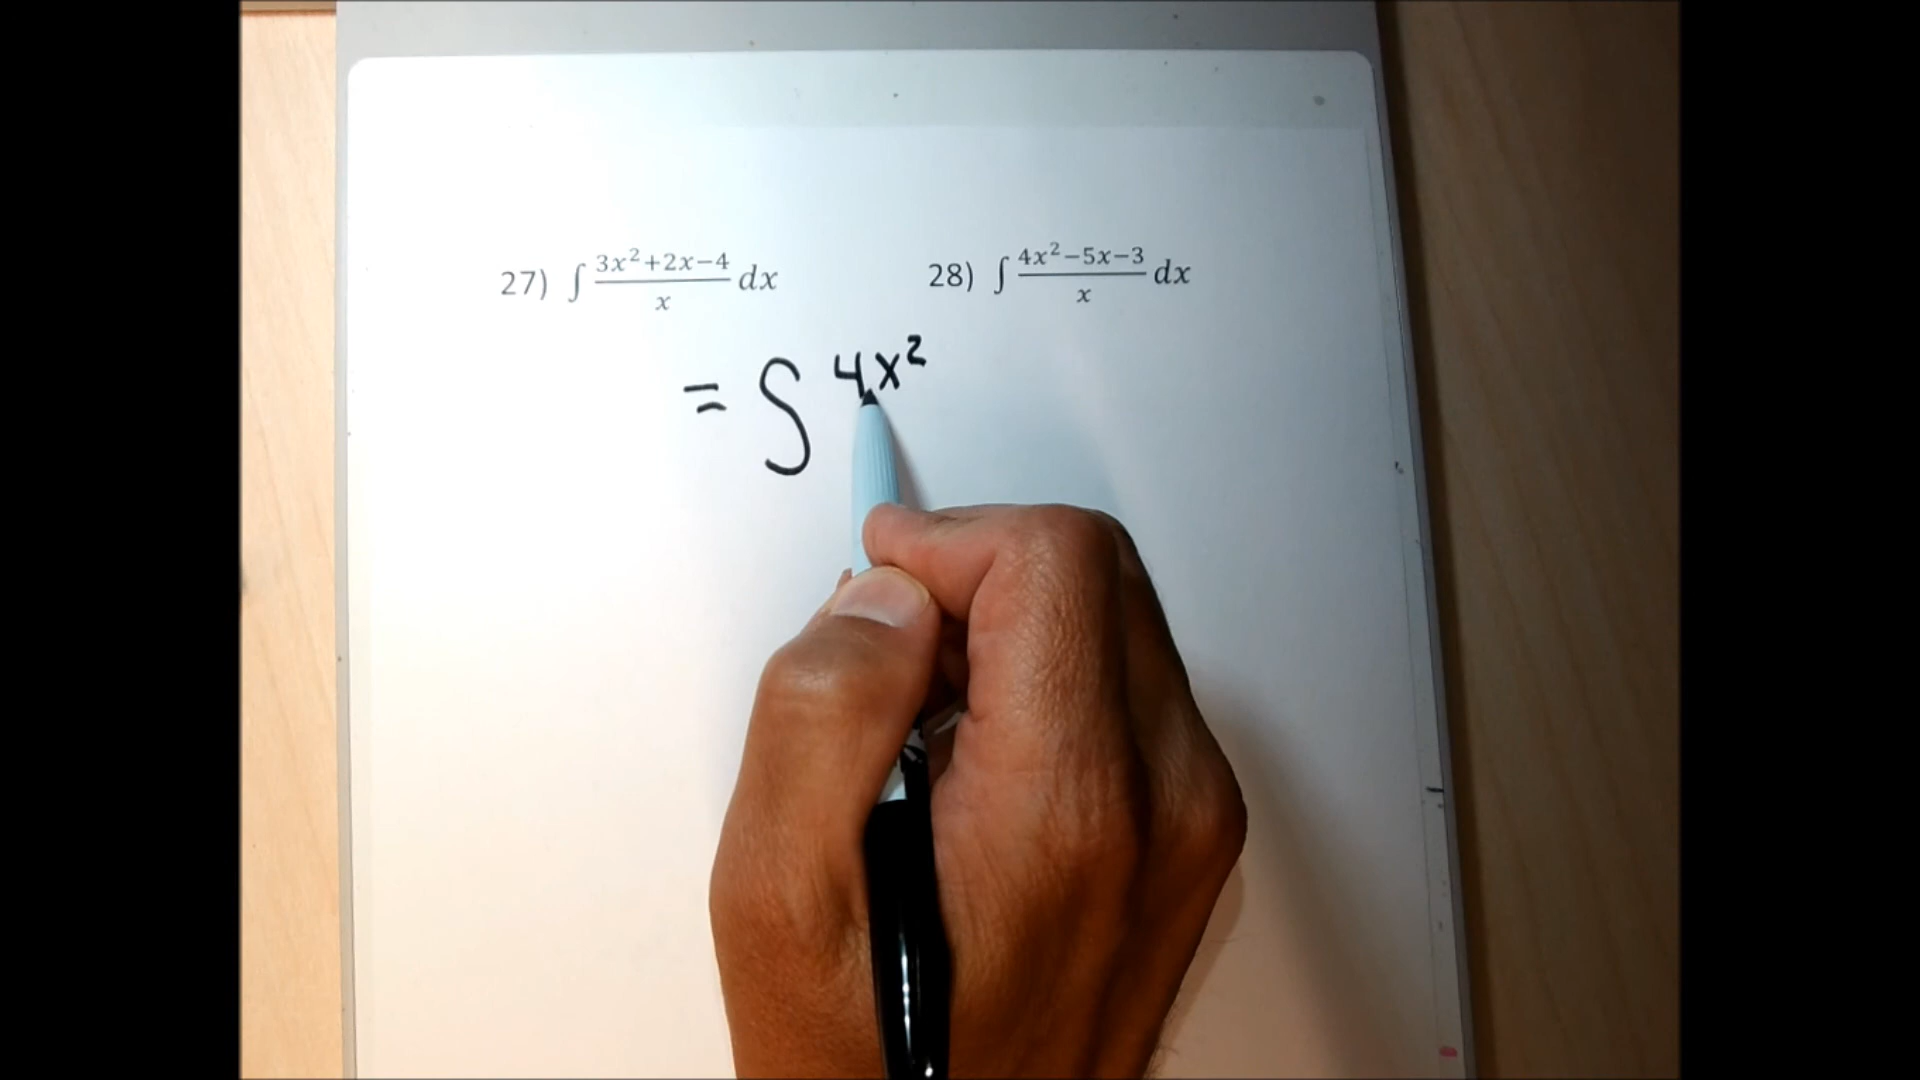 27) ∫ 3x²+2x−4 / x dx 28) ∫ 4x²−5x−3 / x dx
= ∫ 4x²